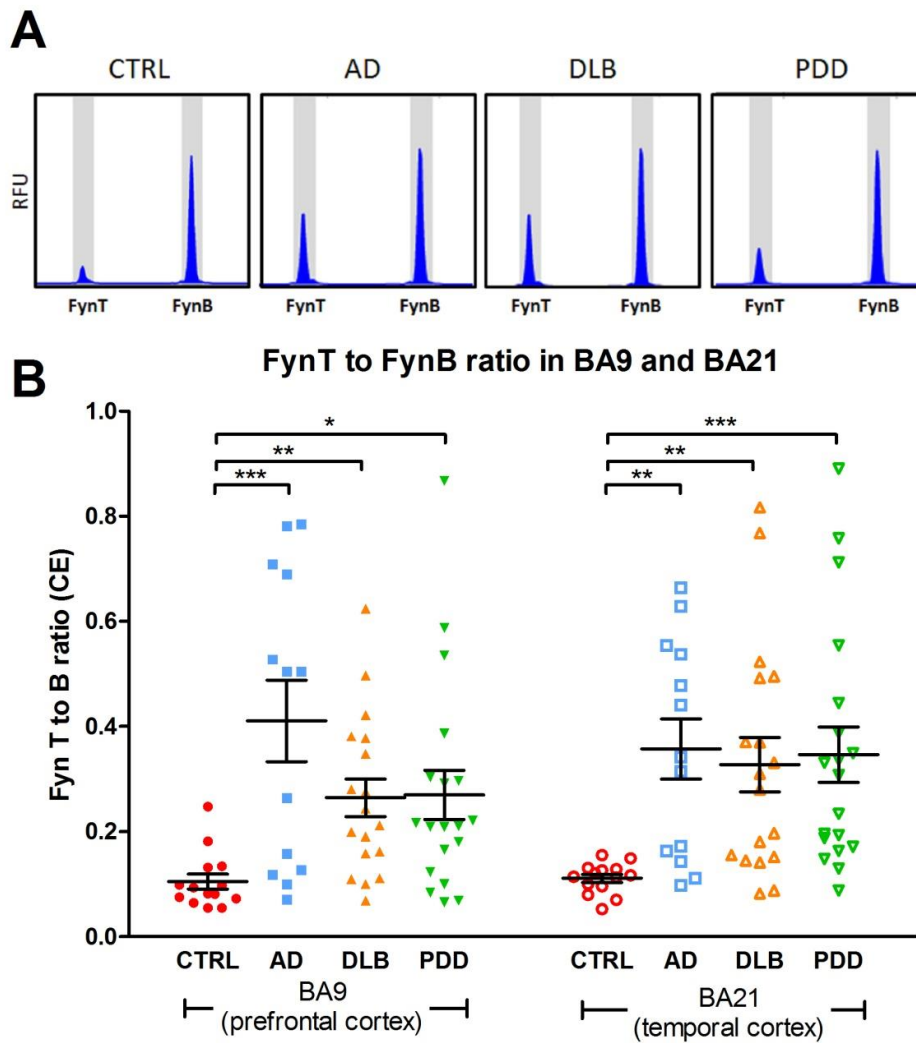 A
CTRL AD DLB PDD
RFU
FynT FynB FynT FynB FynT FynB FynT FynB
B
FynT to FynB ratio in BA9 and BA21
Fyn T to B ratio (CE)
1.0
0.8
0.6
0.4
0.2
0.0
* ***
** **
*** **
CTRL AD DLB PDD CTRL AD DLB PDD
BA9 BA21
(prefrontal cortex) (temporal cortex)